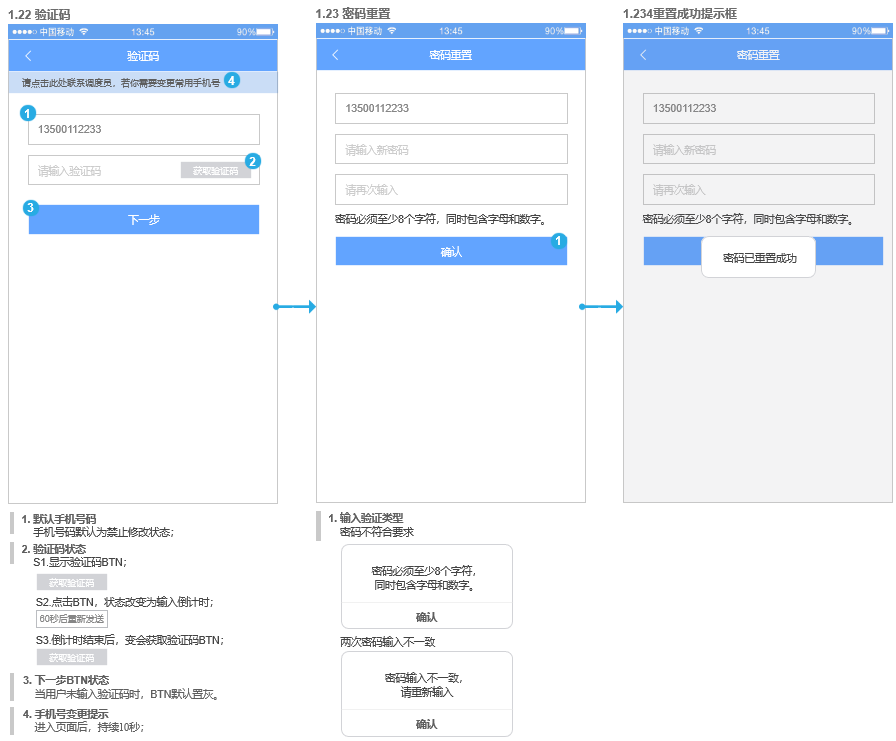 1.22 验证码
中国移动 13:45 90%
验证码
请点击此处联系调度员，若你需要变更常用手机号 4
1
13500112233
请输入验证码 获取验证码 2
3
下一步
1. 默认手机号码
手机号码默认为禁止修改状态;
2. 验证码状态
S1.显示验证码BTN;
获取验证码
S2.点击BTN，状态改变为输入倒计时;
60秒后重新发送
S3.倒计时结束后，变会获取验证码BTN;
获取验证码
3. 下一步BTN状态
当用户未输入验证码时，BTN默认置灰。
4. 手机号变更提示
进入页面后，持续10秒;
1.23 密码重置
中国移动 13:45 90%
密码重置
13500112233
请输入新密码
请再次输入
密码必须至少8个字符，同时包含字母和数字。
确认 1
1. 输入验证类型
密码不符合要求
密码必须至少8个字符，
同时包含字母和数字。
确认
两次密码输入不一致
密码输入不一致，
请重新输入
确认
1.234重置成功提示框
中国移动 13:45 90%
密码重置
13500112233
请输入新密码
请再次输入
密码必须至少8个字符，同时包含字母和数字。
密码已重置成功